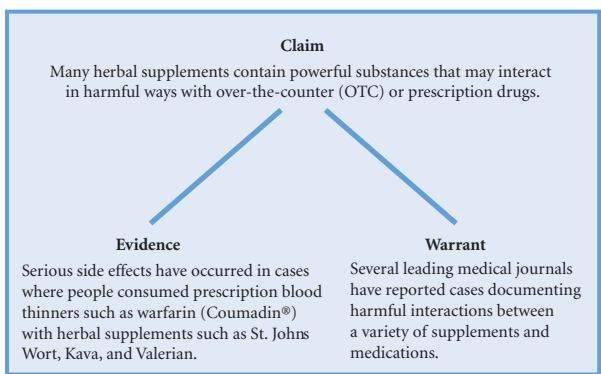 Claim
Many herbal supplements contain powerful substances that may interact
in harmful ways with over-the-counter (OTC) or prescription drugs.
Evidence
Serious side effects have occurred in cases
where people consumed prescription blood
thinners such as warfarin (Coumadin®)
with herbal supplements such as St. Johns
Wort, Kava, and Valerian.
Warrant
Several leading medical journals
have reported cases documenting
harmful interactions between
a variety of supplements and
medications.